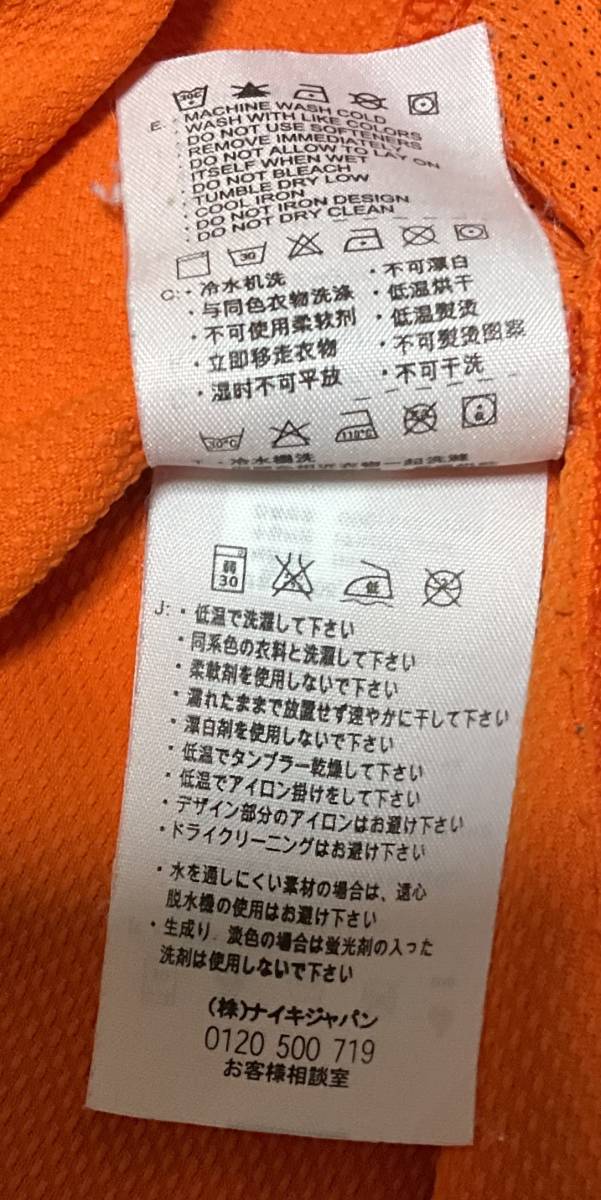 30C
E: · MACHINE WASH COLD
· WASH WITH LIKE COLORS
· DO NOT USE SOFTENERS
· REMOVE IMMEDIATELY
· DO NOT ALLOW TO LAY ON
ITSELF WHEN WET
· DO NOT BLEACH
· TUMBLE DRY LOW
· COOL IRON
· DO NOT IRON DESIGN
· DO NOT DRY CLEAN
30
C: · 冷水机洗
· 与同色衣物洗涤
· 不可使用柔软剂
· 立即移走衣物
· 湿时不可平放
· 不可漂白
· 低温烘干
· 低温熨烫
· 不可熨烫图案
· 不可干洗
30°C
110°C
低
T: · 冷水機洗
弱
30
低
J: · 低温で洗濯して下さい
· 同系色の衣料と洗濯して下さい
· 柔軟剤を使用しないで下さい
· 濡れたままで放置せず速やかに干して下さい
· 漂白剤を使用しないで下さい
· 低温でタンブラー乾燥して下さい
· 低温でアイロン掛けをして下さい
· デザイン部分のアイロンはお避け下さい
· ドライクリーニングはお避け下さい
· 水を通しにくい素材の場合は、遠心
脱水機の使用はお避け下さい
· 生成り、淡色の場合は蛍光剤の入った
洗剤は使用しないで下さい
(株)ナイキジャパン
0120 500 719
お客様相談室